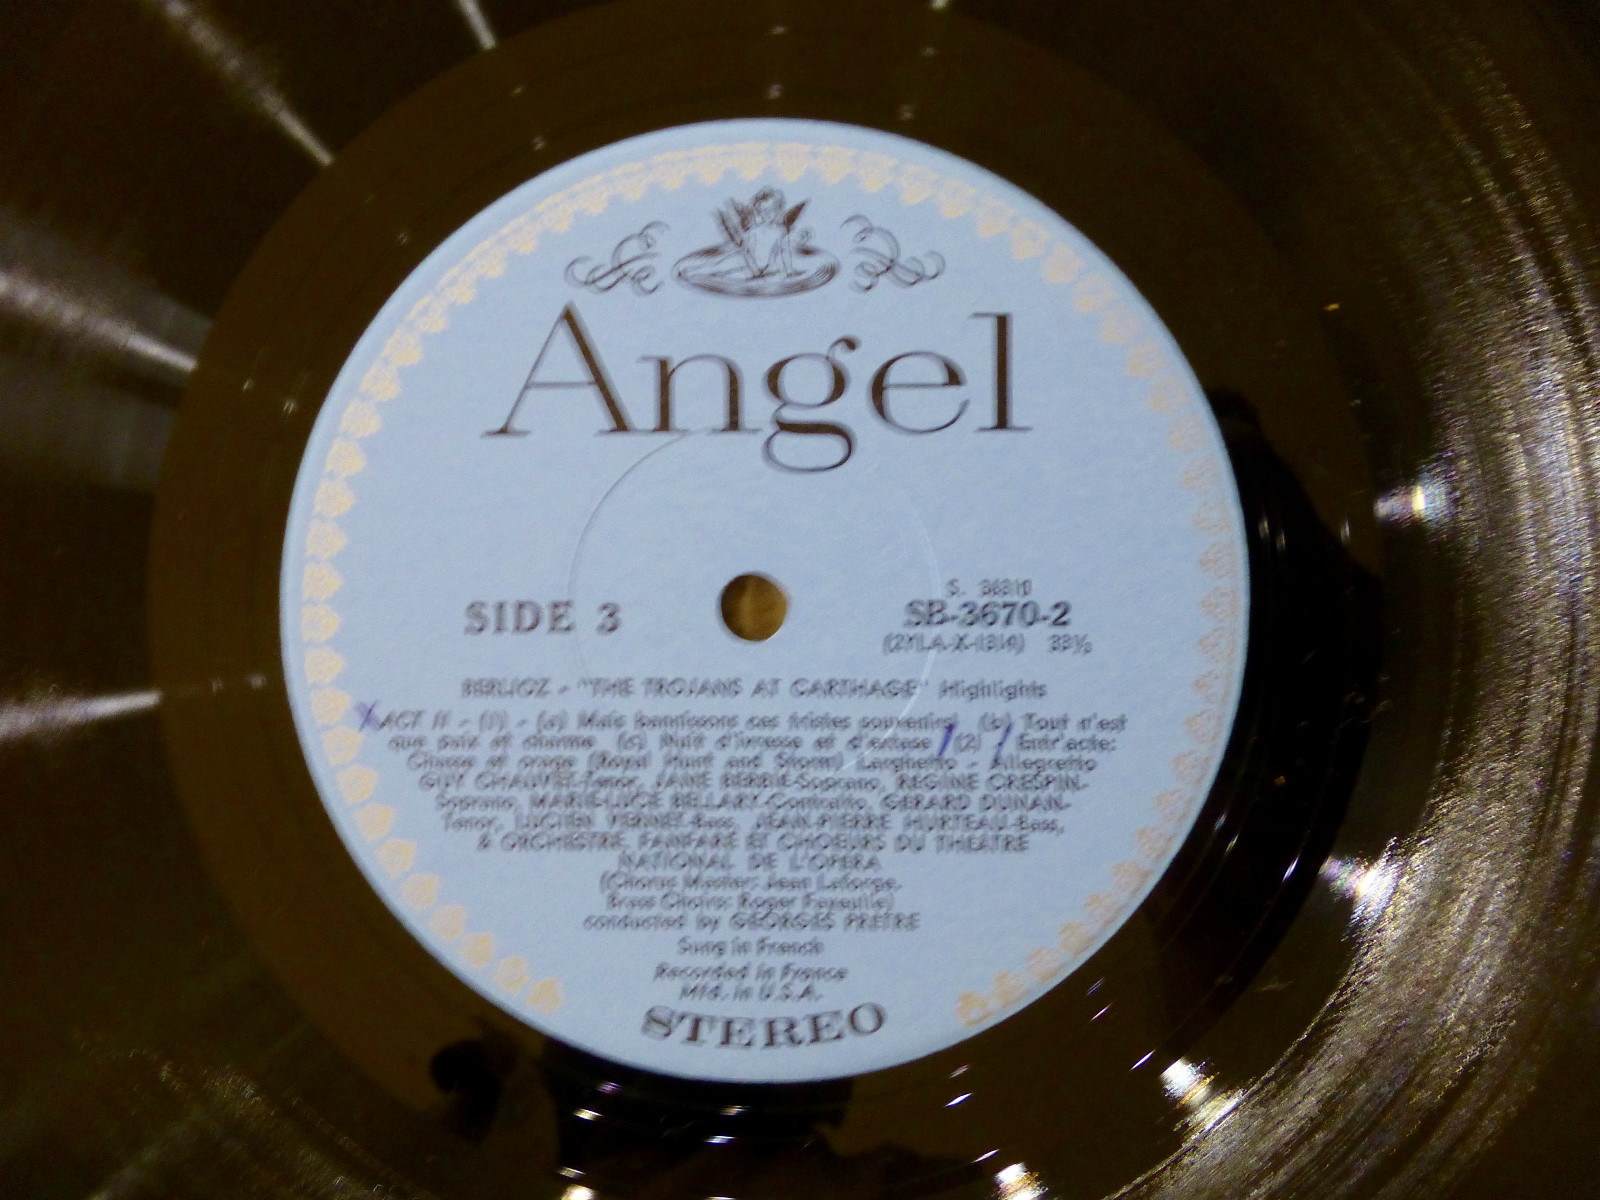 Angel
SIDE 3
S. 36310
SB-3670-2
(2YLA-X-1314) 33⅓
BERLIOZ - "THE TROJANS AT CARTHAGE" Highlights
ACT II - (1) - (a) Mais bannissons ces tristes souvenirs! (b) Tout n'est
que paix et charme (c) Nuit d'ivresse et d'extase (2) Entr'acte:
Chasse et orage (Royal Hunt and Storm) Larghetto - Allegretto
GUY CHAUVET-Tenor, JANE BERBIE-Soprano, REGINE CRESPIN-
Soprano, MARIE-LUCE BELLARY-Contralto, GERARD DUNAN-
Tenor, LUCIEN VERNET-Bass, JEAN-PIERRE HURTEAU-Bass,
& ORCHESTRE, FANFARE ET CHOEURS DU THEATRE
NATIONAL DE L'OPERA
(Chorus Master: Jean Laforge,
Brass Choirs: Roger Fayeulle)
conducted by GEORGES PRETRE
Sung in French
Recorded in France
Mfd. in U.S.A.
STEREO